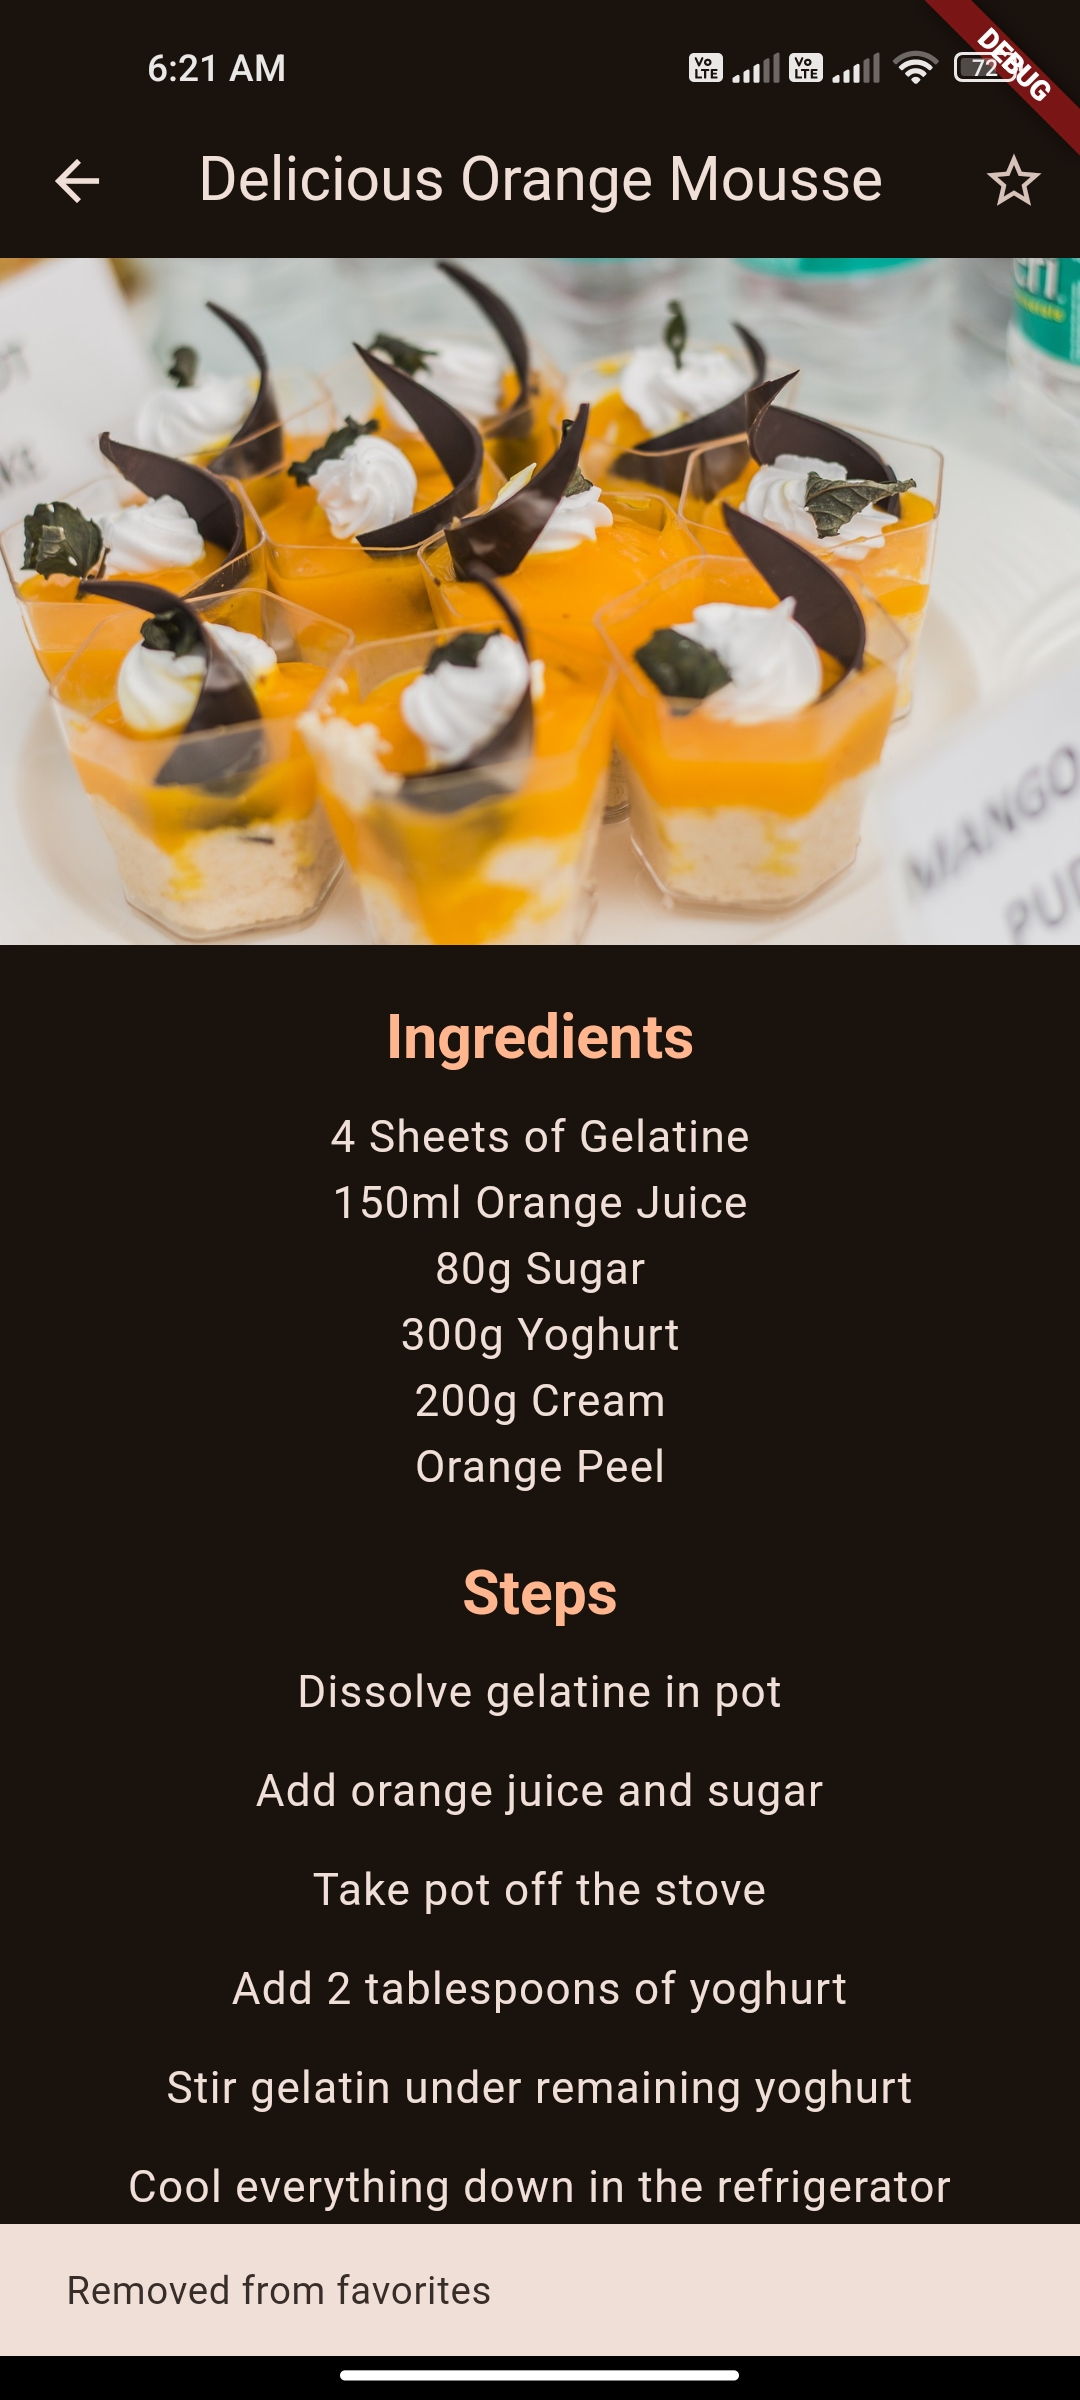 6:21 AM
Vo LTE
Vo LTE
72
DEBUG
Delicious Orange Mousse
MANGO
Ingredients
4 Sheets of Gelatine
150ml Orange Juice
80g Sugar
300g Yoghurt
200g Cream
Orange Peel
Steps
Dissolve gelatine in pot
Add orange juice and sugar
Take pot off the stove
Add 2 tablespoons of yoghurt
Stir gelatin under remaining yoghurt
Cool everything down in the refrigerator
Removed from favorites